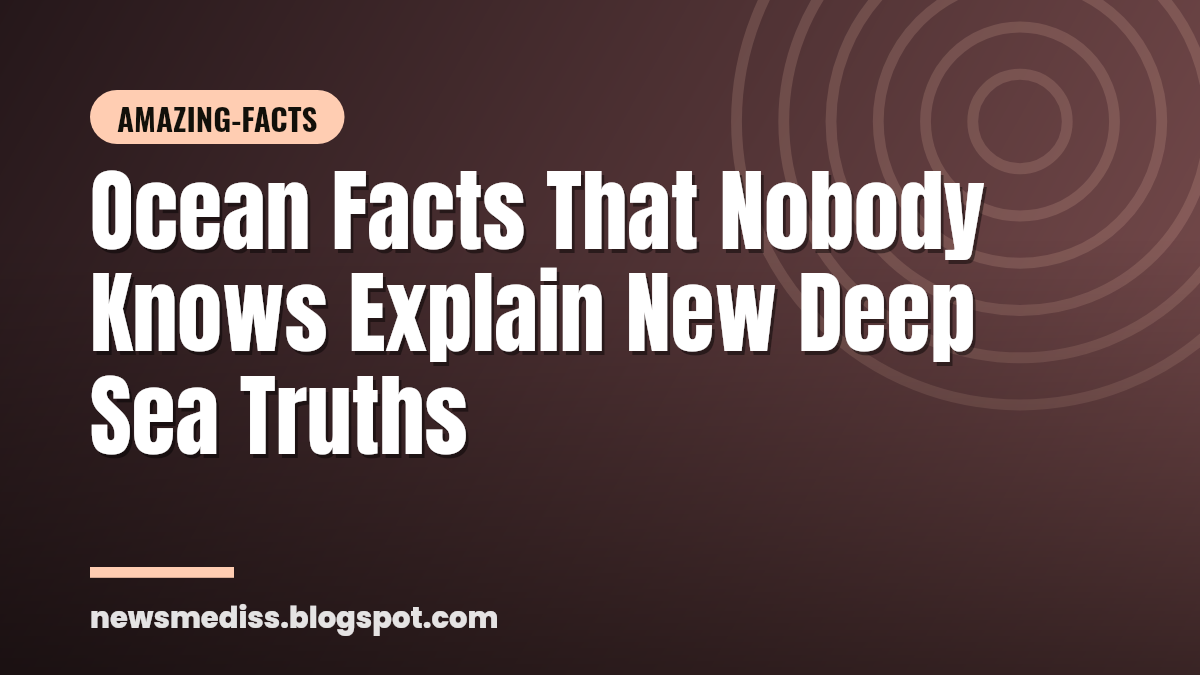 AMAZING-FACTS
Ocean Facts That Nobody
Knows Explain New Deep
Sea Truths
newsmediss.blogspot.com